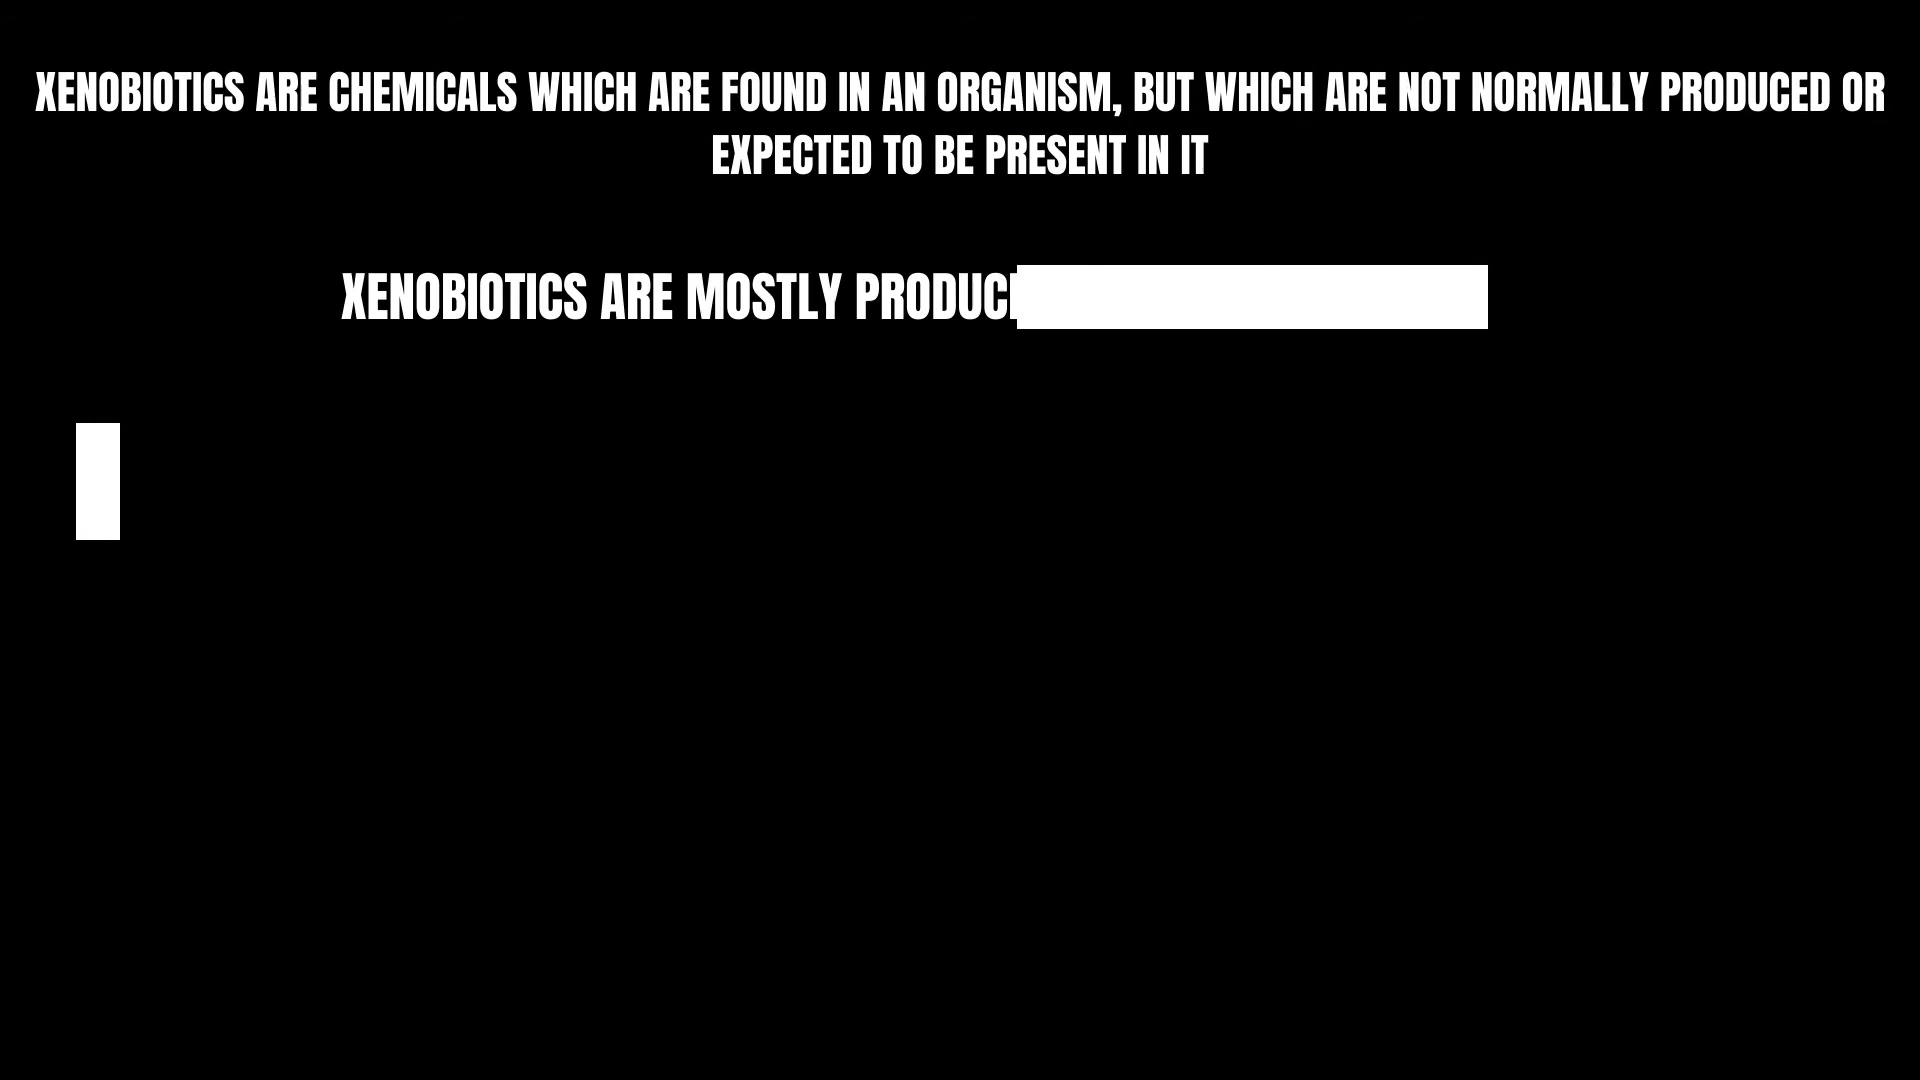 XENOBIOTICS ARE CHEMICALS WHICH ARE FOUND IN AN ORGANISM, BUT WHICH ARE NOT NORMALLY PRODUCED OR
EXPECTED TO BE PRESENT IN IT
XENOBIOTICS ARE MOSTLY